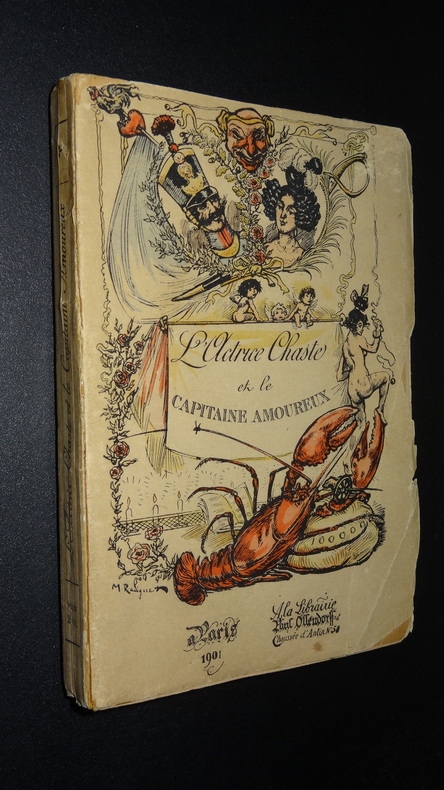 L'Actrice Chaste
et le
CAPITAINE AMOUREUX
a Paris
1901
A la Librairie
Paul Ollendorff
Chaussée d'Antin, N. 50
L'Actrice Chaste et le Capitaine Amoureux